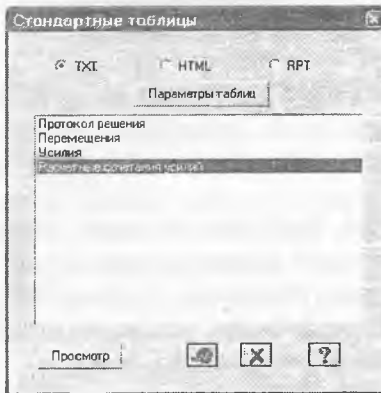 Стандартные таблицы
TXT HTML RPT
Параметры таблиц
Протокол решения
Перемещения
Усилия
Расчетные сочетания усилий
Просмотр ?